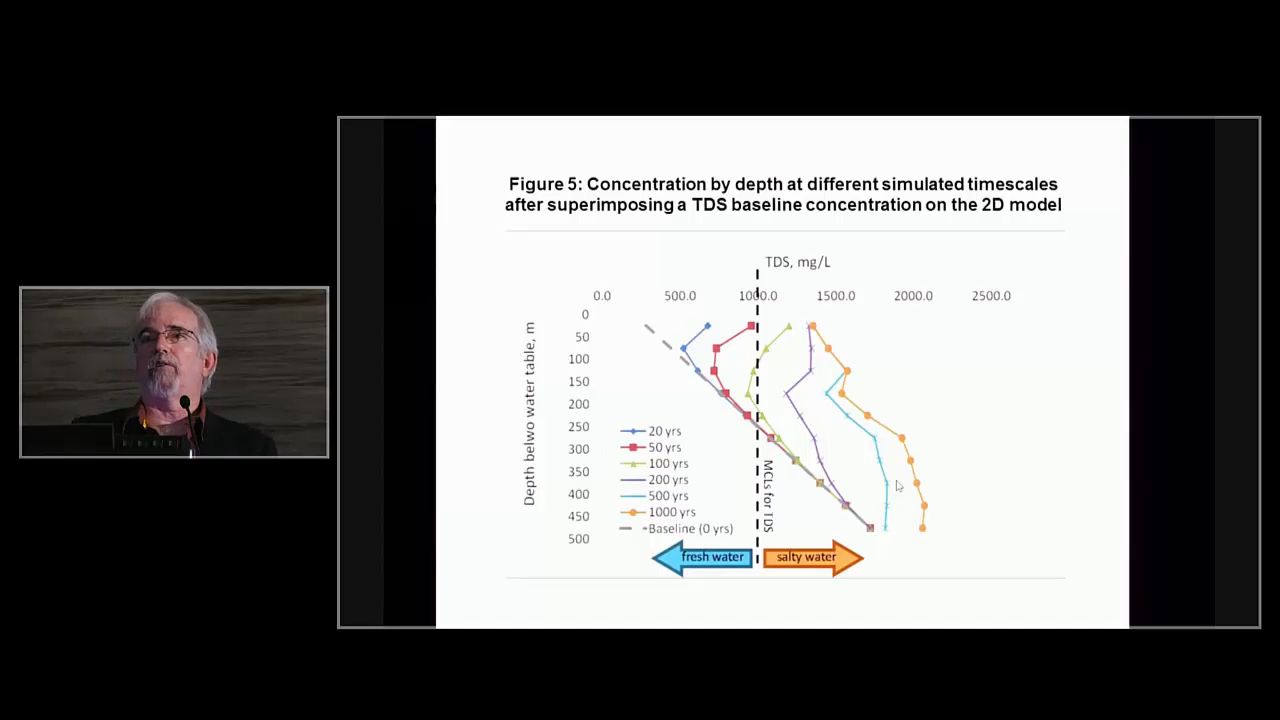 Figure 5: Concentration by depth at different simulated timescales
after superimposing a TDS baseline concentration on the 2D model
TDS, mg/L
0.0 500.0 1000.0 1500.0 2000.0 2500.0
Depth belwo water table, m
0
50
100
150
200
250
300
350
400
450
500
20 yrs
50 yrs
100 yrs
200 yrs
500 yrs
1000 yrs
Baseline (0 yrs)
MCLs for TDS
fresh water
salty water